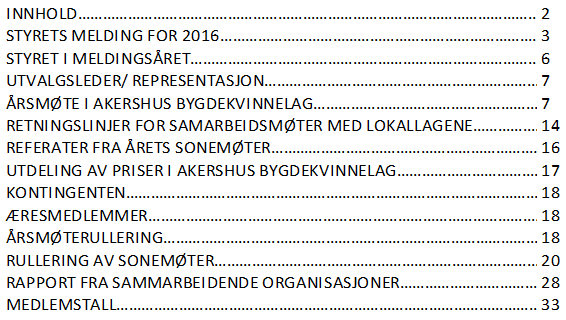 INNHOLD........................................................................ 2
STYRETS MELDING FOR 2016........................................................ 3
STYRET I MELDINGSÅRET........................................................ 6
UTVALGSLEDER/ REPRESENTASJON................................................ 7
ÅRSMØTE I AKERSHUS BYGDEKVINNELAG........................................ 7
RETNINGSLINJER FOR SAMARBEIDSMØTER MED LOKALLAGENE............ 14
REFERATER FRA ÅRETS SONEMØTER................................................ 16
UTDELING AV PRISER I AKERSHUS BYGDEKVINNELAG........................ 17
KONTINGENTEN................................................................ 18
ÆRESMEDLEMMER................................................................ 18
ÅRSMØTERULLERING............................................................ 18
RULLERING AV SONEMØTER.................................................... 20
RAPPORT FRA SAMMARBEIDENDE ORGANISASJONER........................ 28
MEDLEMSTALL.................................................................... 33